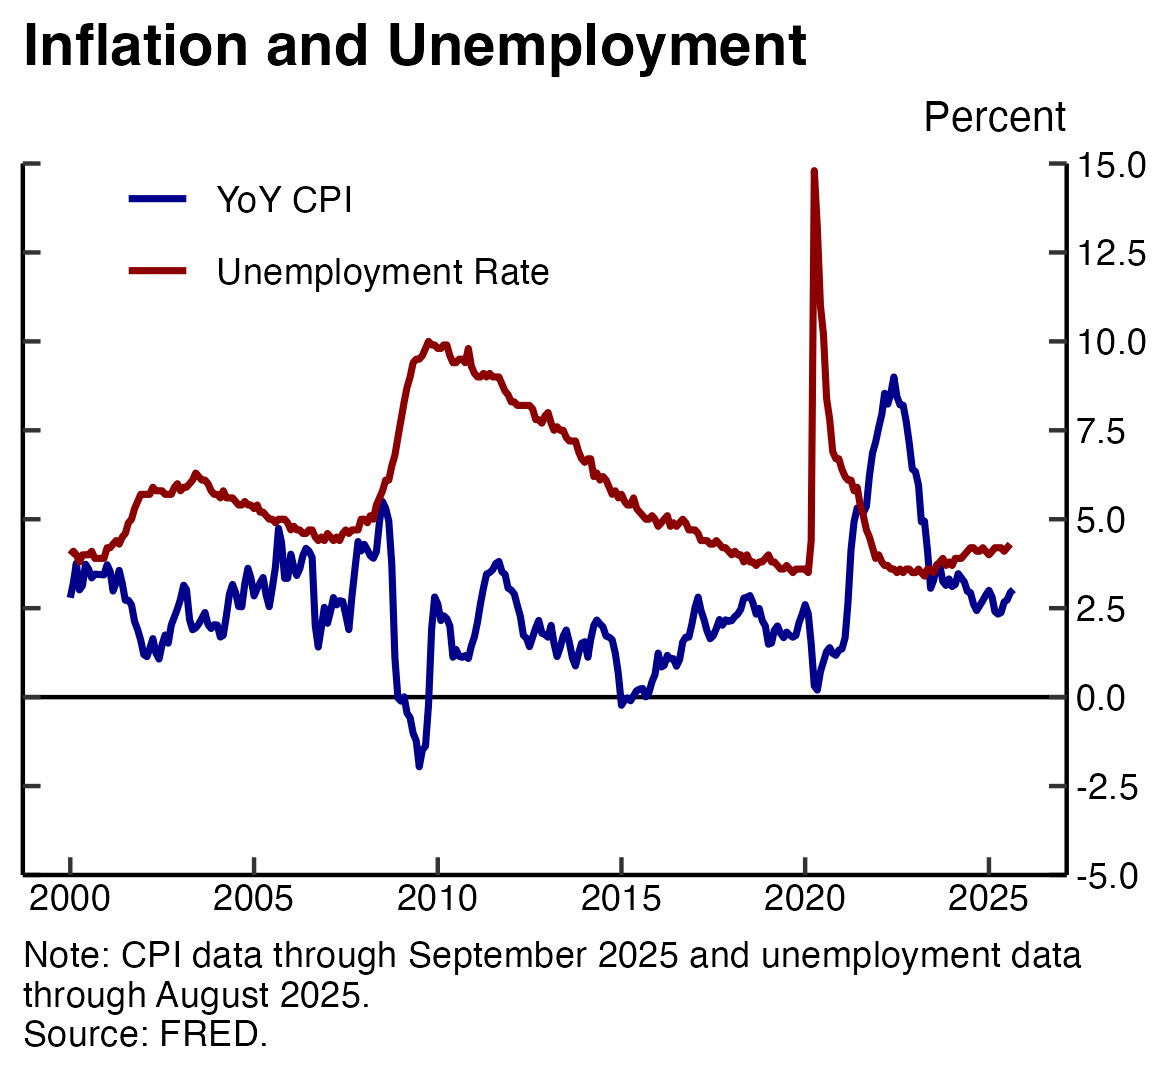 Inflation and Unemployment
Percent
YoY CPI
Unemployment Rate
15.0
12.5
10.0
7.5
5.0
2.5
0.0
-2.5
-5.0
2000 2005 2010 2015 2020 2025
Note: CPI data through September 2025 and unemployment data
through August 2025.
Source: FRED.